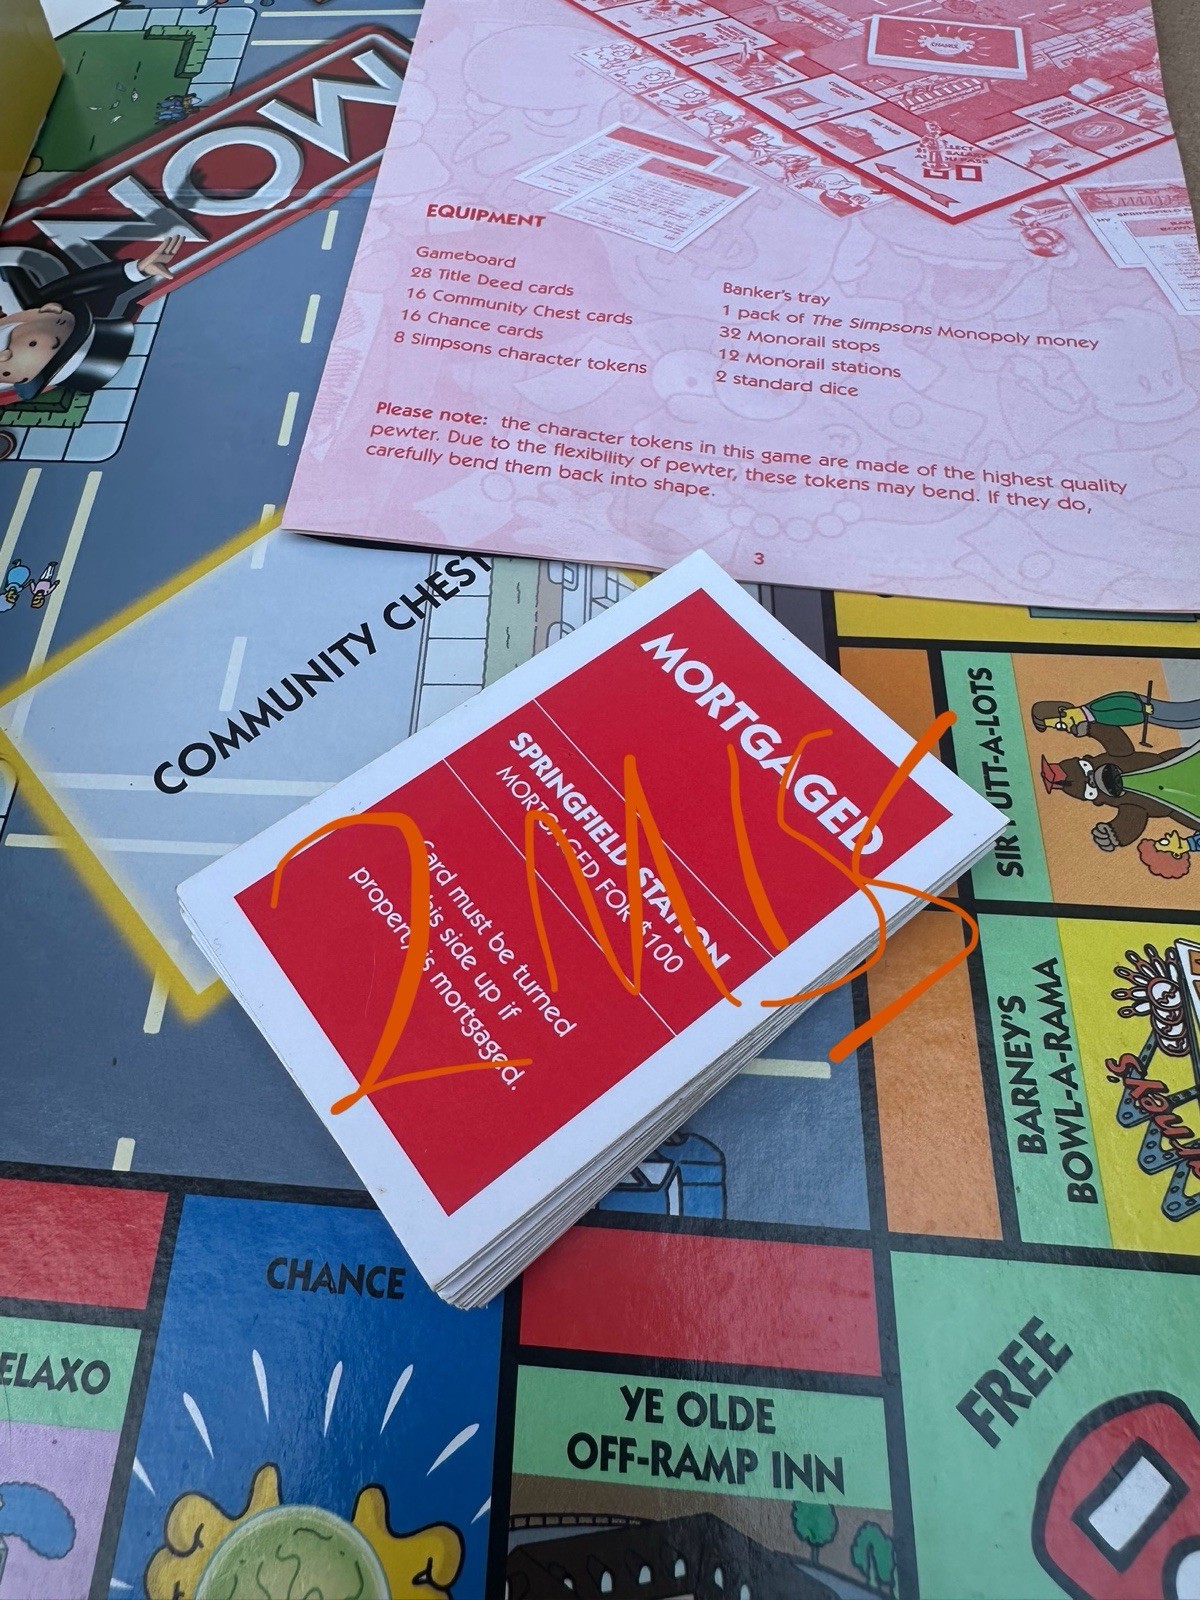 NOW
CHANCE
EQUIPMENT
Gameboard
28 Title Deed cards
16 Community Chest cards
16 Chance cards
8 Simpsons character tokens
Banker's tray
1 pack of The Simpsons Monopoly money
32 Monorail stops
12 Monorail stations
2 standard dice
Please note: the character tokens in this game are made of the highest quality
pewter. Due to the flexibility of pewter, these tokens may bend. If they do,
carefully bend them back into shape.
3
COMMUNITY CHEST
MORTGAGED
SPRINGFIELD STATION
MORTGAGED FOR $100
Card must be turned
this side up if
property is mortgaged.
2 MIS
BARNEY'S
BOWL-A-RAMA
CHANCE
ELAXO
YE OLDE
OFF-RAMP INN
FREE